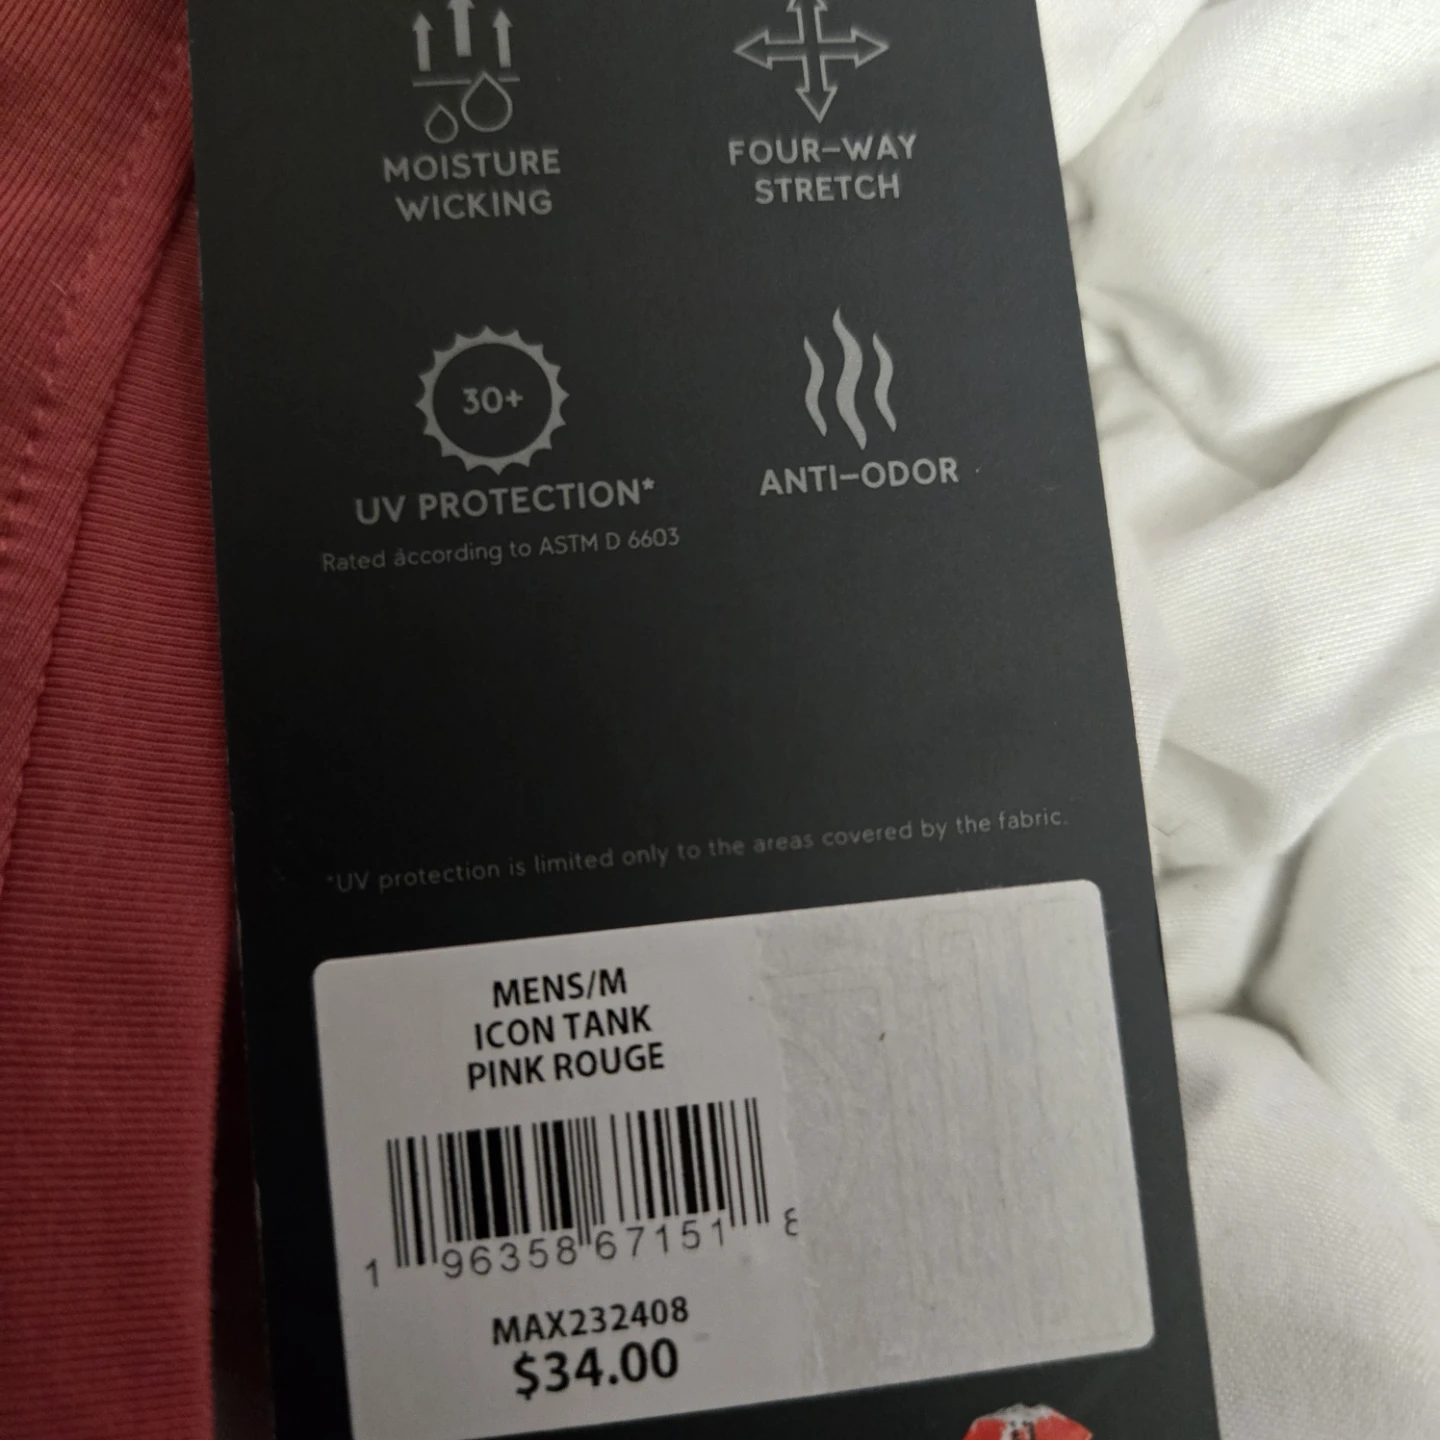 MOISTURE
WICKING
FOUR-WAY
STRETCH
30+
UV PROTECTION*
Rated according to ASTM D 6603
ANTI-ODOR
*UV protection is limited only to the areas covered by the fabric.
MENS/M
ICON TANK
PINK ROUGE
1 96358 67151 8
MAX232408
$34.00